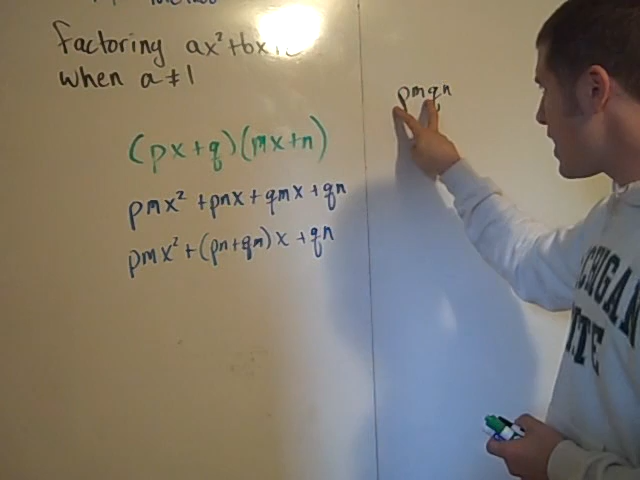 factoring ax² + bx
when a ≠ 1
(px + q)(mx + n)
pmx² + pnx + qmx + qn
pmx² + (pn + qm) x + qn
pmqn